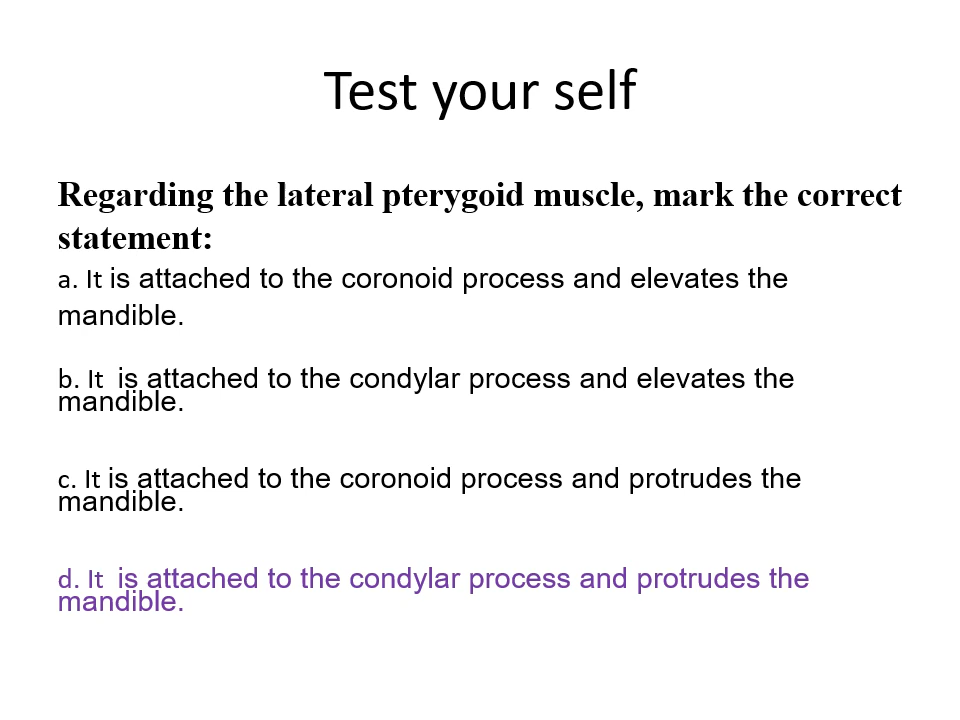 Test your self
Regarding the lateral pterygoid muscle, mark the correct
statement:
a. It is attached to the coronoid process and elevates the
mandible.
b. It  is attached to the condylar process and elevates the
mandible.
c. It is attached to the coronoid process and protrudes the
mandible.
d. It  is attached to the condylar process and protrudes the
mandible.